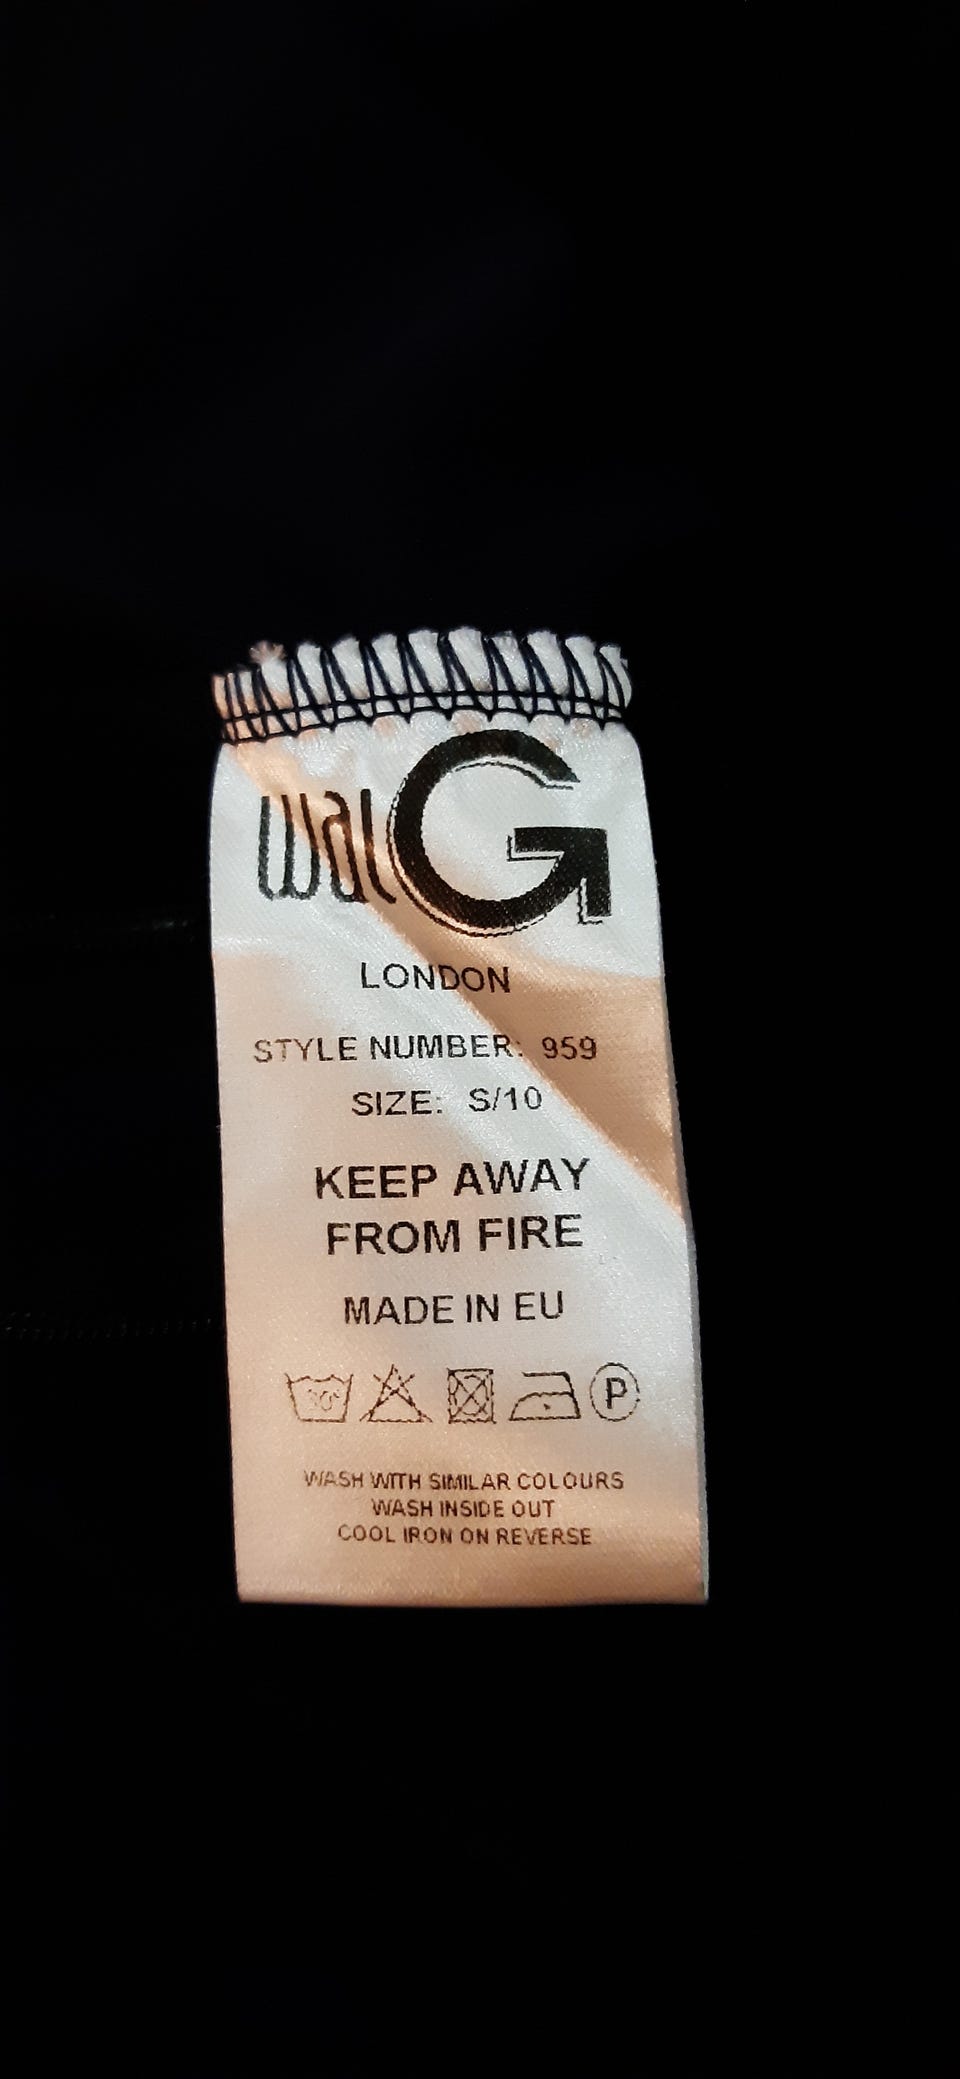 wal G
LONDON
STYLE NUMBER: 959
SIZE: S/10
KEEP AWAY
FROM FIRE
MADE IN EU
30° P
WASH WITH SIMILAR COLOURS
WASH INSIDE OUT
COOL IRON ON REVERSE